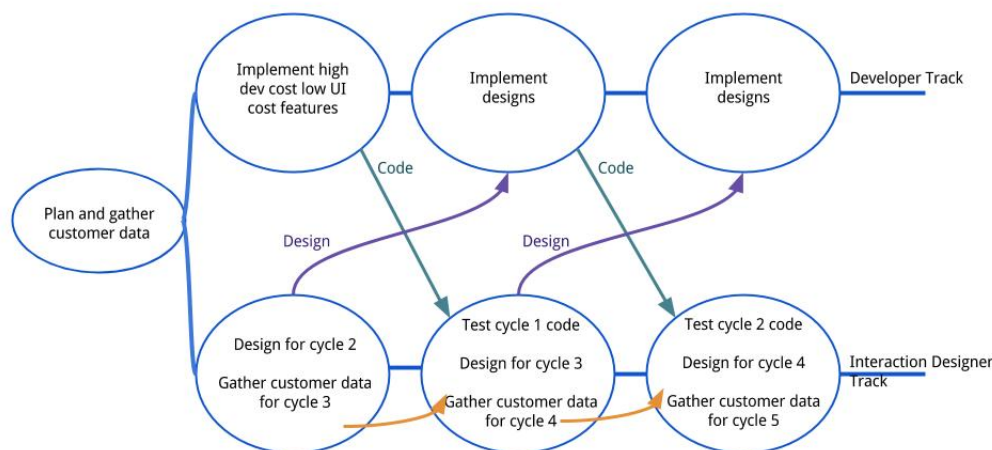 Implement high
dev cost low UI
cost features
Implement
designs
Implement
designs
Developer Track
Code
Code
Plan and gather
customer data
Design
Design
Design for cycle 2
Gather customer data
for cycle 3
Test cycle 1 code
Design for cycle 3
Gather customer data
for cycle 4
Test cycle 2 code
Design for cycle 4
Gather customer data
for cycle 5
Interaction Designer
Track